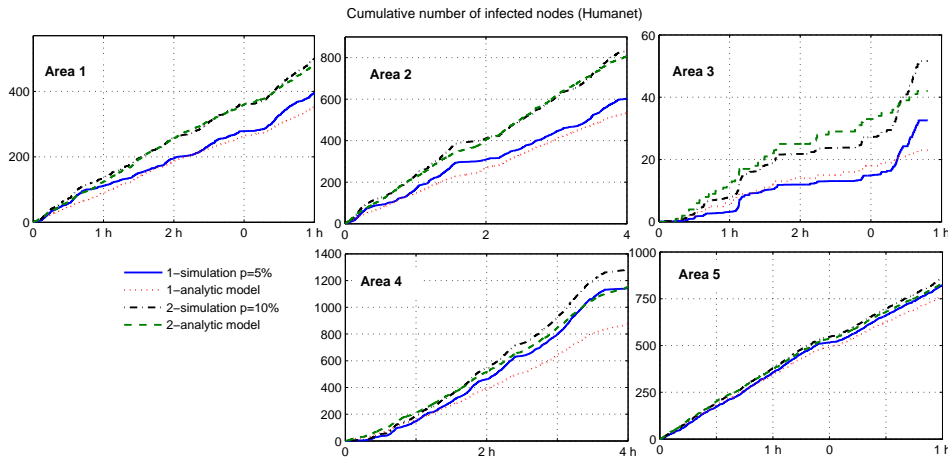 Cumulative number of infected nodes (Humanet)
Area 1
400
200
0
0 1 h 2 h 0 1 h
Area 2
800
600
400
200
0
0 2 4
Area 3
60
40
20
0
0 1 h 2 h 0 1 h
1−simulation p=5%
1−analytic model
2−simulation p=10%
2−analytic model
Area 4
1400
1200
1000
800
600
400
200
0
0 2 h 4 h
Area 5
1000
750
500
250
0
0 1 h 0 1 h